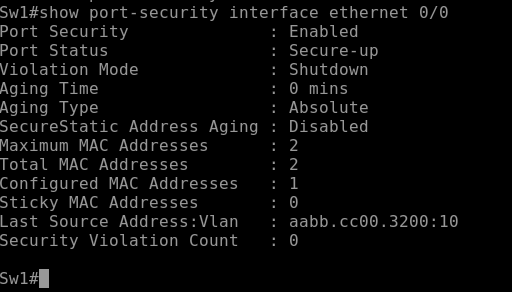 Sw1#show port-security interface ethernet 0/0
Port Security              : Enabled
Port Status                : Secure-up
Violation Mode             : Shutdown
Aging Time                 : 0 mins
Aging Type                 : Absolute
SecureStatic Address Aging : Disabled
Maximum MAC Addresses      : 2
Total MAC Addresses        : 2
Configured MAC Addresses   : 1
Sticky MAC Addresses       : 0
Last Source Address:Vlan   : aabb.cc00.3200:10
Security Violation Count   : 0
Sw1#